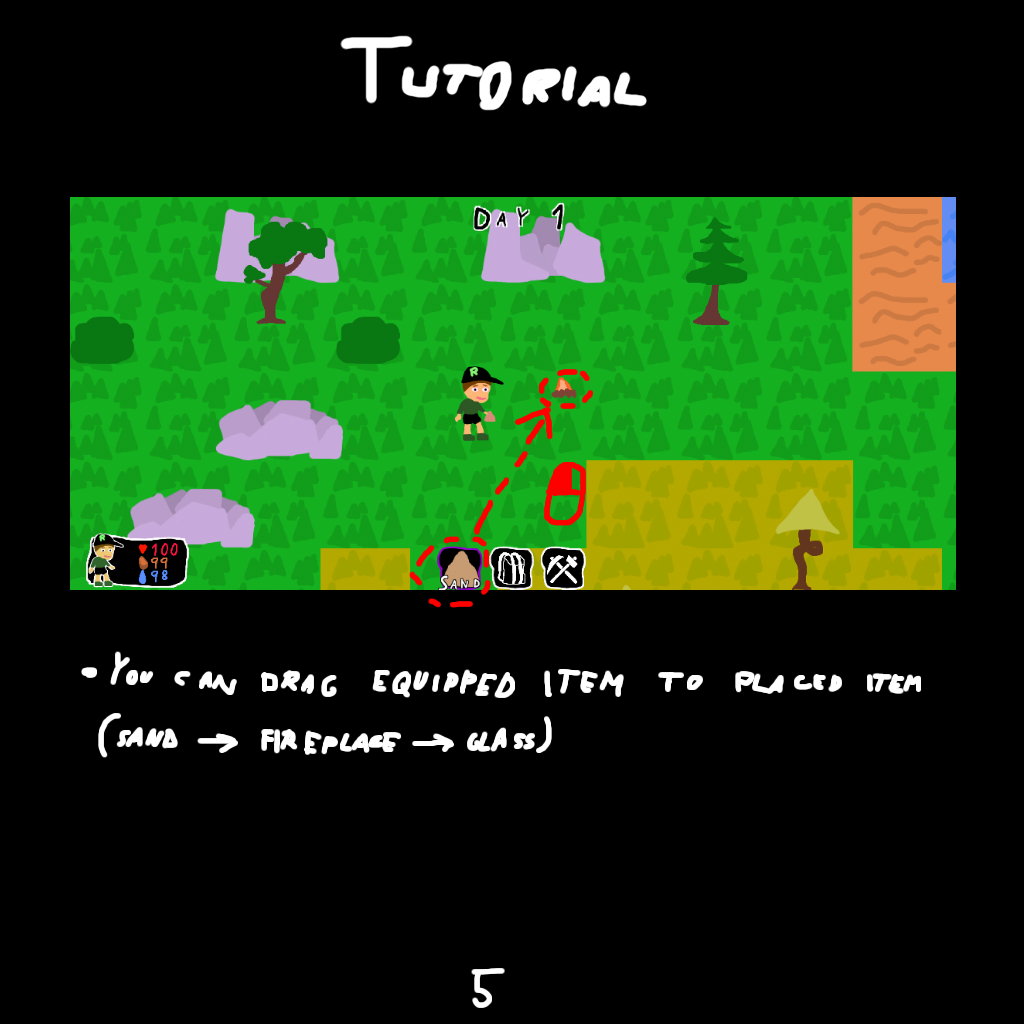 TUTORIAL
DAY 1
R
R
100
99
98
SAND
- YOU CAN DRAG EQUIPPED ITEM TO PLACED ITEM
(SAND → FIREPLACE → GLASS)
5